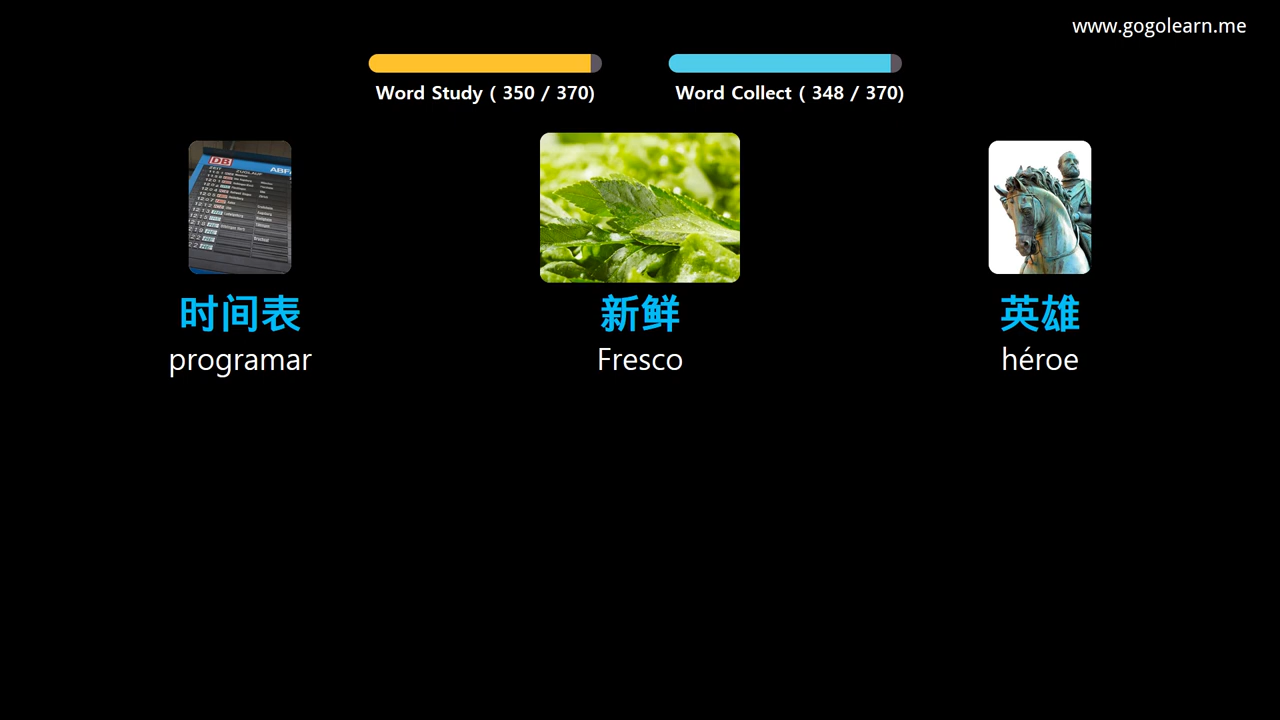 www.gogolearn.me
Word Study ( 350 / 370)
Word Collect ( 348 / 370)
DB
时间表
programar
新鲜
Fresco
英雄
héroe